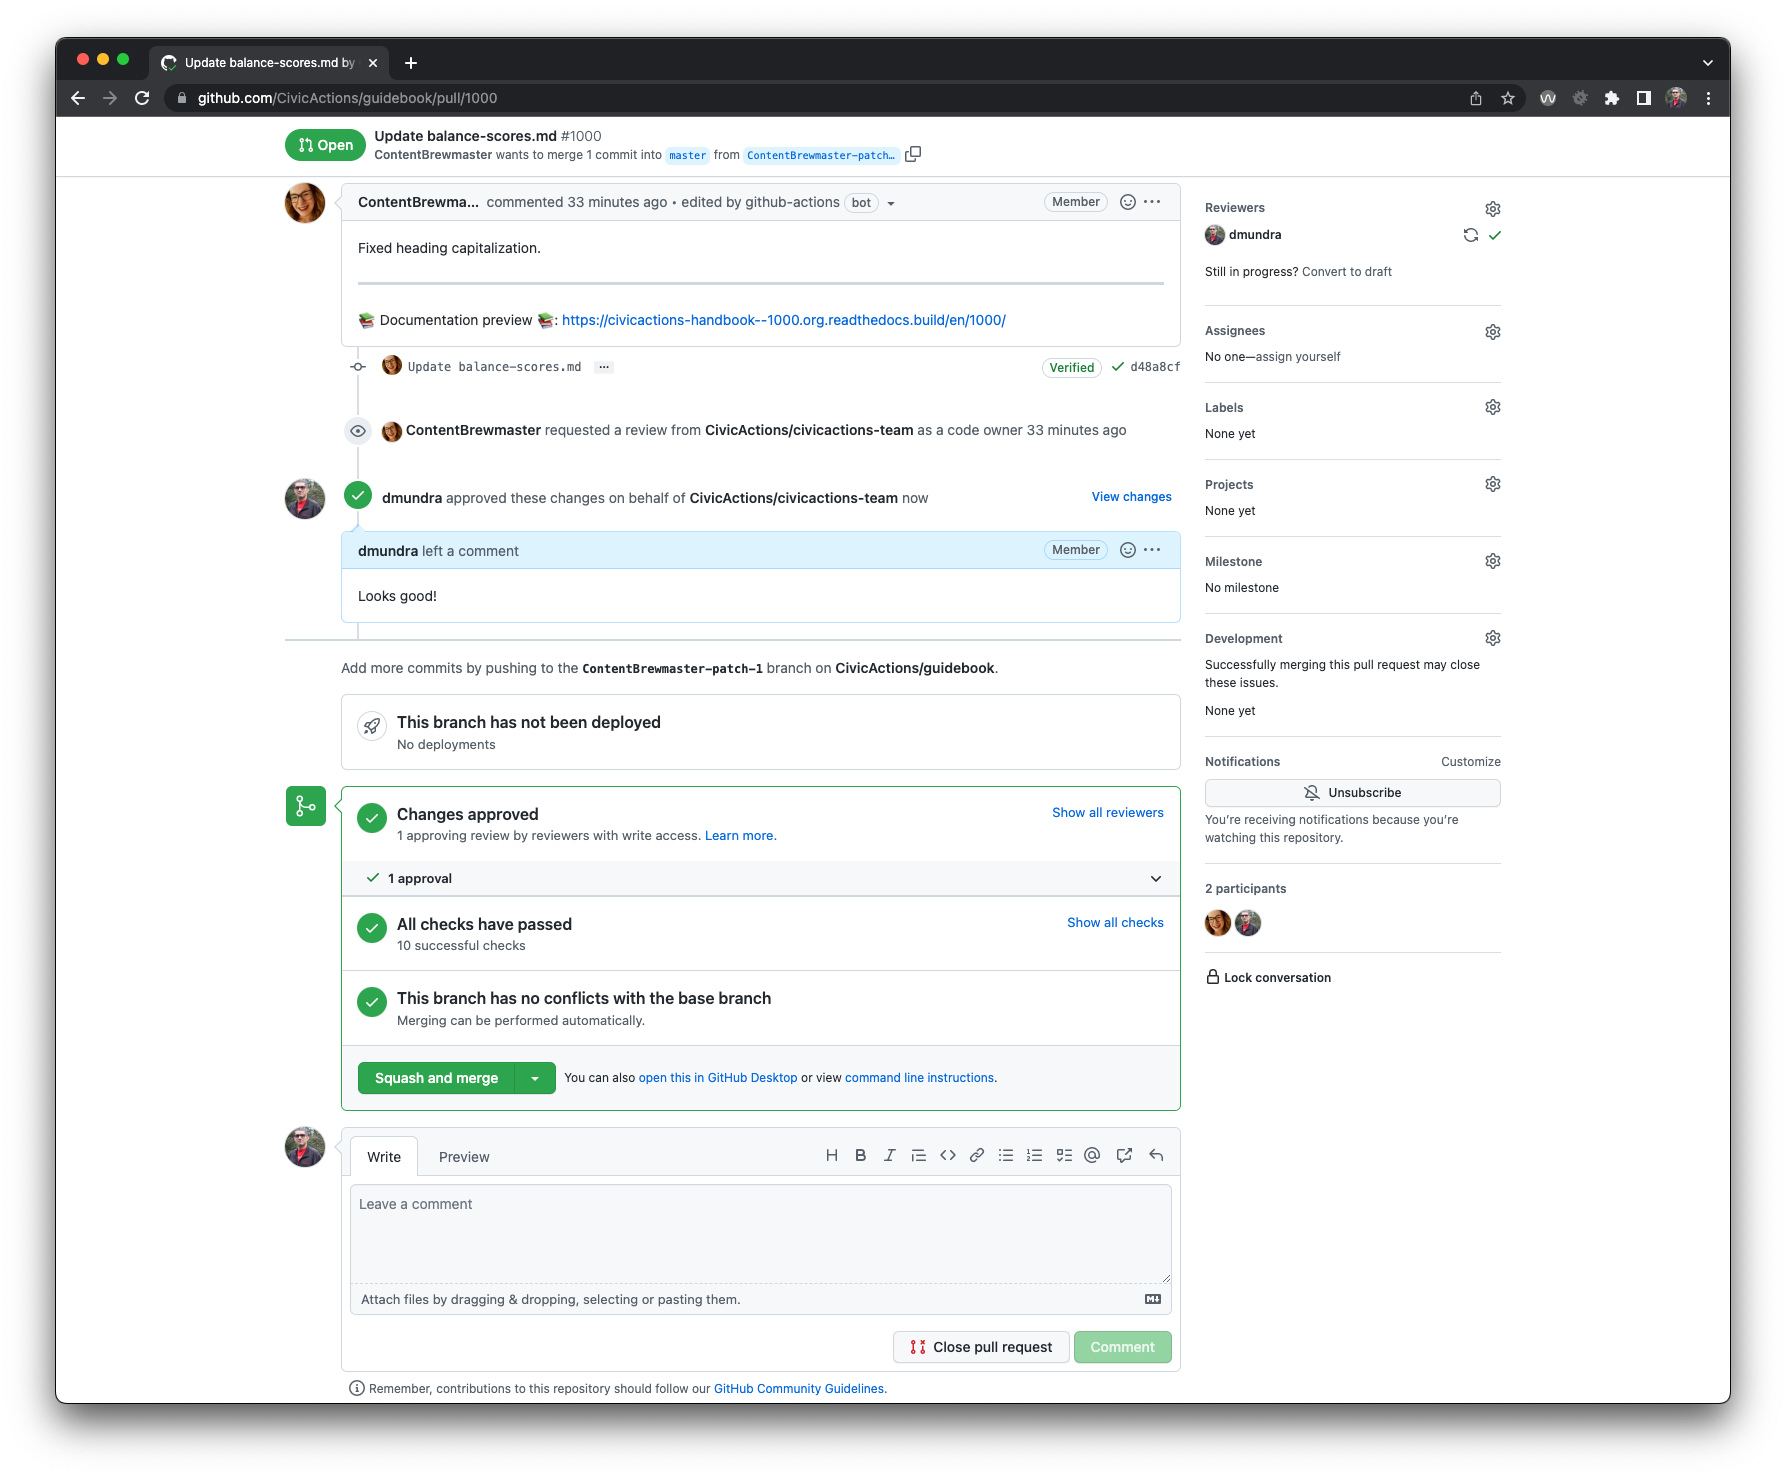 Update balance-scores.md by
github.com/CivicActions/guidebook/pull/1000
Open
Update balance-scores.md #1000
ContentBrewmaster wants to merge 1 commit into master from ContentBrewmaster-patch…
ContentBrewma... commented 33 minutes ago • edited by github-actions bot
Member
Fixed heading capitalization.
Documentation preview : https://civicactions-handbook--1000.org.readthedocs.build/en/1000/
Update balance-scores.md ...
Verified d48a8cf
ContentBrewmaster requested a review from CivicActions/civicactions-team as a code owner 33 minutes ago
dmundra approved these changes on behalf of CivicActions/civicactions-team now
View changes
dmundra left a comment
Member
Looks good!
Add more commits by pushing to the ContentBrewmaster-patch-1 branch on CivicActions/guidebook.
This branch has not been deployed
No deployments
Changes approved
Show all reviewers
1 approving review by reviewers with write access. Learn more.
1 approval
All checks have passed
Show all checks
10 successful checks
This branch has no conflicts with the base branch
Merging can be performed automatically.
Squash and merge
You can also open this in GitHub Desktop or view command line instructions.
Write
Preview
Leave a comment
Attach files by dragging & dropping, selecting or pasting them.
Close pull request
Comment
Remember, contributions to this repository should follow our GitHub Community Guidelines.
Reviewers
dmundra
Still in progress? Convert to draft
Assignees
No one—assign yourself
Labels
None yet
Projects
None yet
Milestone
No milestone
Development
Successfully merging this pull request may close
these issues.
None yet
Notifications
Customize
Unsubscribe
You're receiving notifications because you're
watching this repository.
2 participants
Lock conversation